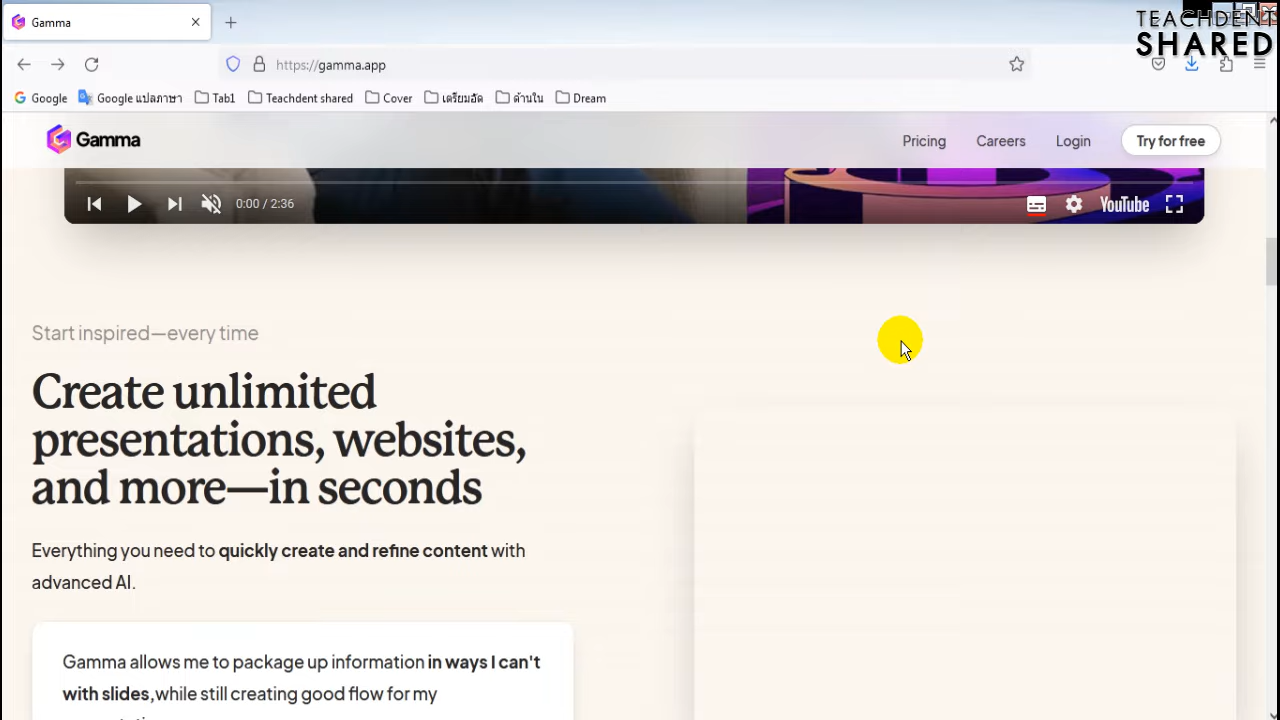 Gamma
TEACHDENT
SHARED
https://gamma.app
Google
Google แปลภาษา
Tab1
Teachdent shared
Cover
เตรียมอัด
ด้านใน
Dream
Gamma
Pricing
Careers
Login
Try for free
0:00 / 2:36
YouTube
Start inspired—every time
Create unlimited
presentations, websites,
and more—in seconds
Everything you need to quickly create and refine content with
advanced AI.
Gamma allows me to package up information in ways I can't
with slides, while still creating good flow for my